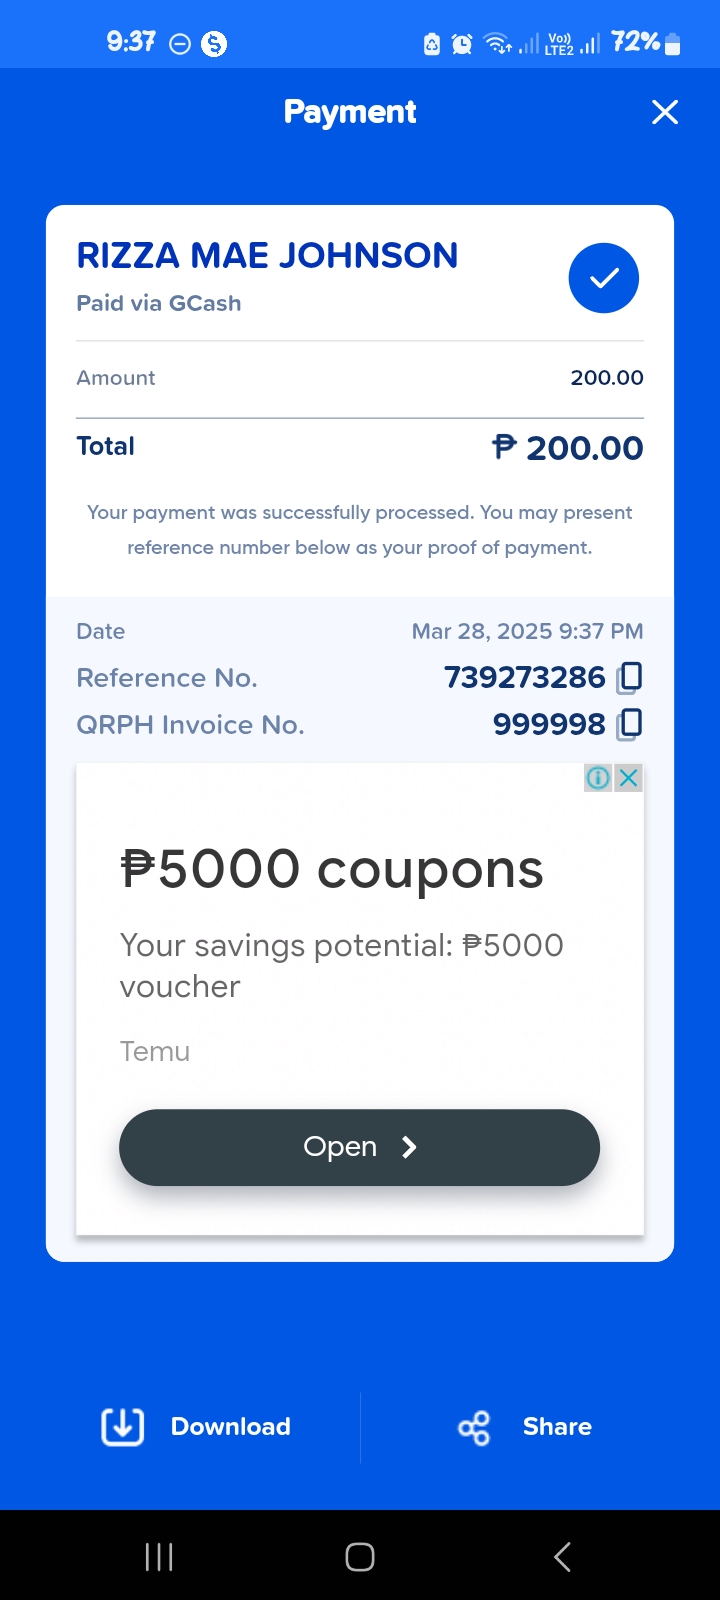 9:37
Vo))
LTE2
72%
Payment
RIZZA MAE JOHNSON
Paid via GCash
Amount 200.00
Total ₱ 200.00
Your payment was successfully processed. You may present
reference number below as your proof of payment.
Date Mar 28, 2025 9:37 PM
Reference No. 739273286
QRPH Invoice No. 999998
₱5000 coupons
Your savings potential: ₱5000
voucher
Temu
Open
Download Share